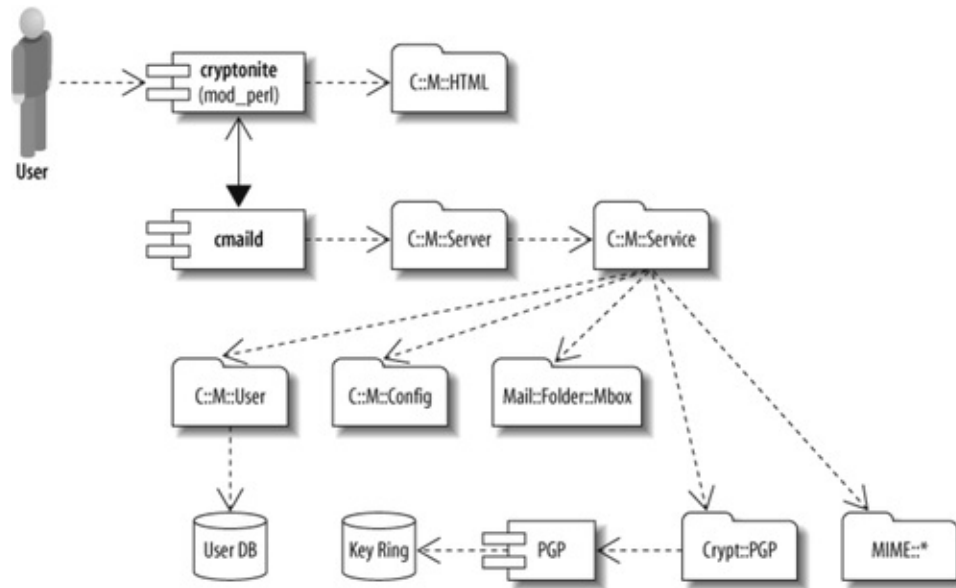 cryptonite
(mod_perl)
C::M::HTML
User
cmaild
C::M::Server
C::M::Service
C::M::User
C::M::Config
Mail::Folder::Mbox
User DB
Key Ring
PGP
Crypt::PGP
MIME::*